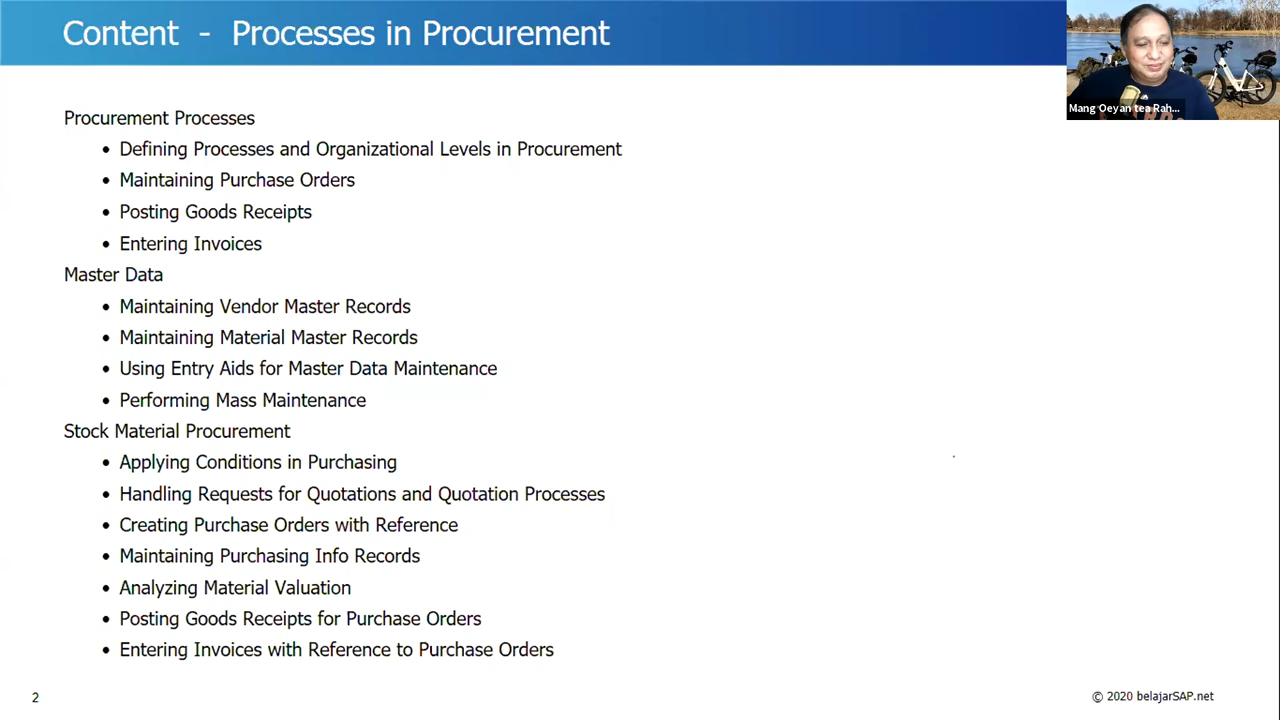 Content - Processes in Procurement
Mang Oeyan tea Rah...
Procurement Processes
• Defining Processes and Organizational Levels in Procurement
• Maintaining Purchase Orders
• Posting Goods Receipts
• Entering Invoices
Master Data
• Maintaining Vendor Master Records
• Maintaining Material Master Records
• Using Entry Aids for Master Data Maintenance
• Performing Mass Maintenance
Stock Material Procurement
• Applying Conditions in Purchasing
• Handling Requests for Quotations and Quotation Processes
• Creating Purchase Orders with Reference
• Maintaining Purchasing Info Records
• Analyzing Material Valuation
• Posting Goods Receipts for Purchase Orders
• Entering Invoices with Reference to Purchase Orders
2
© 2020 belajarSAP.net